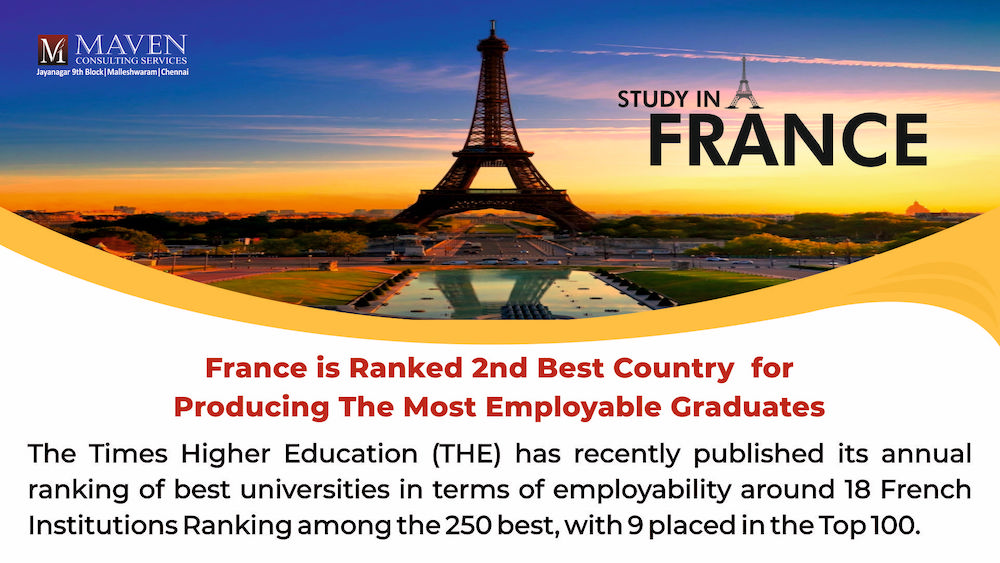 M
MAVEN
CONSULTING SERVICES
Jayanagar 9th Block|Malleshwaram|Chennai
STUDY IN
FRANCE
France is Ranked 2nd Best Country for
Producing The Most Employable Graduates
The Times Higher Education (THE) has recently published its annual
ranking of best universities in terms of employability around 18 French
Institutions Ranking among the 250 best, with 9 placed in the Top 100.